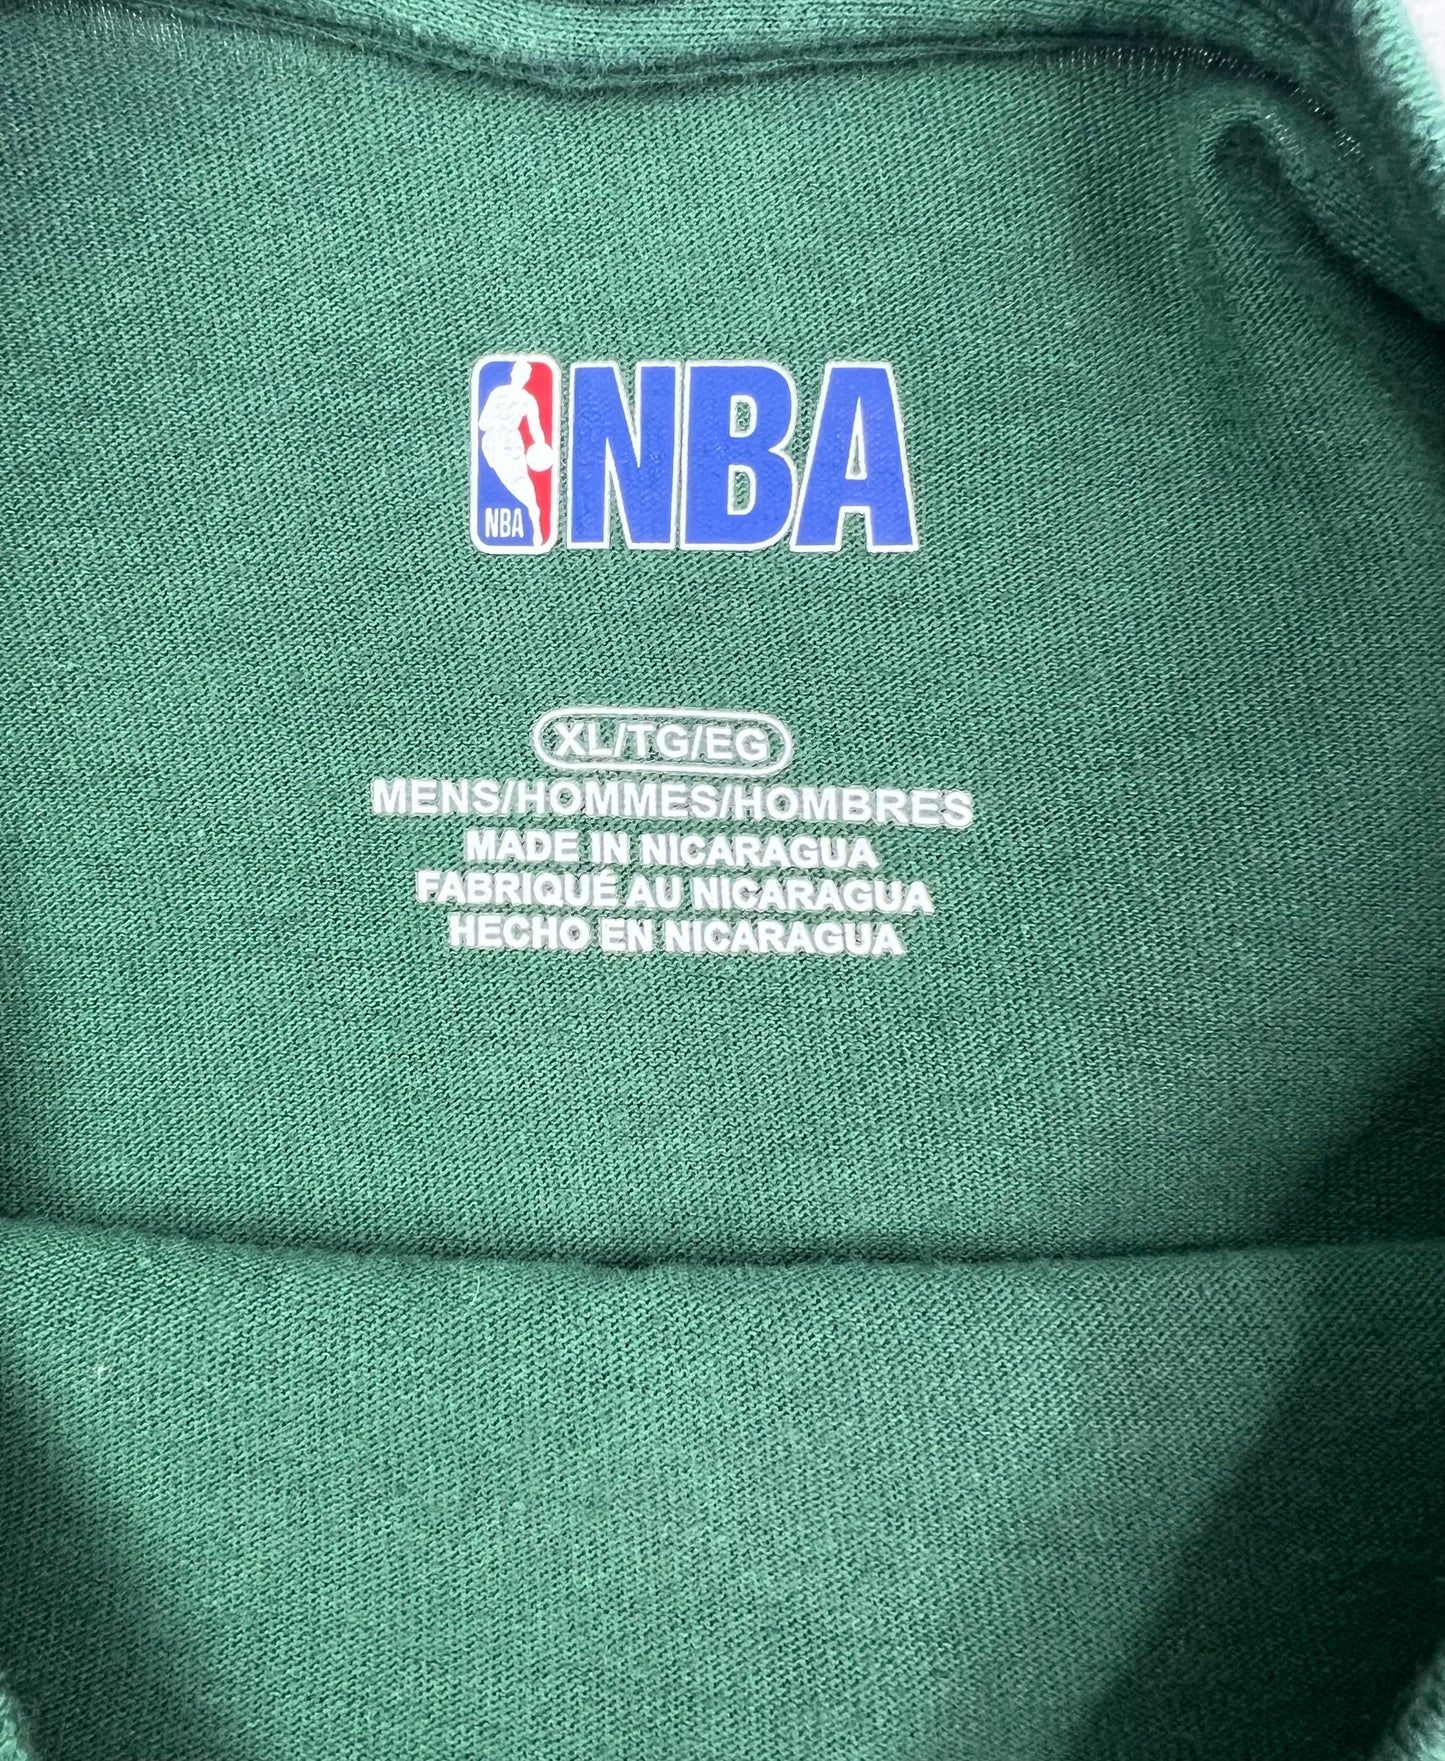 NBA NBA
XL/TG/EG
MENS/HOMMES/HOMBRES
MADE IN NICARAGUA
FABRIQUÉ AU NICARAGUA
HECHO EN NICARAGUA